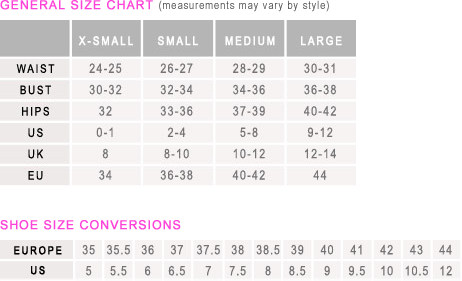 GENERAL SIZE CHART (measurements may vary by style)
X-SMALL SMALL MEDIUM LARGE
WAIST 24-25 26-27 28-29 30-31
BUST 30-32 32-34 34-36 36-38
HIPS 32 33-36 37-39 40-42
US 0-1 2-4 5-8 9-12
UK 8 8-10 10-12 12-14
EU 34 36-38 40-42 44
SHOE SIZE CONVERSIONS
EUROPE 35 35.5 36 37 37.5 38 38.5 39 40 41 42 43 44
US 5 5.5 6 6.5 7 7.5 8 8.5 9 9.5 10 10.5 12